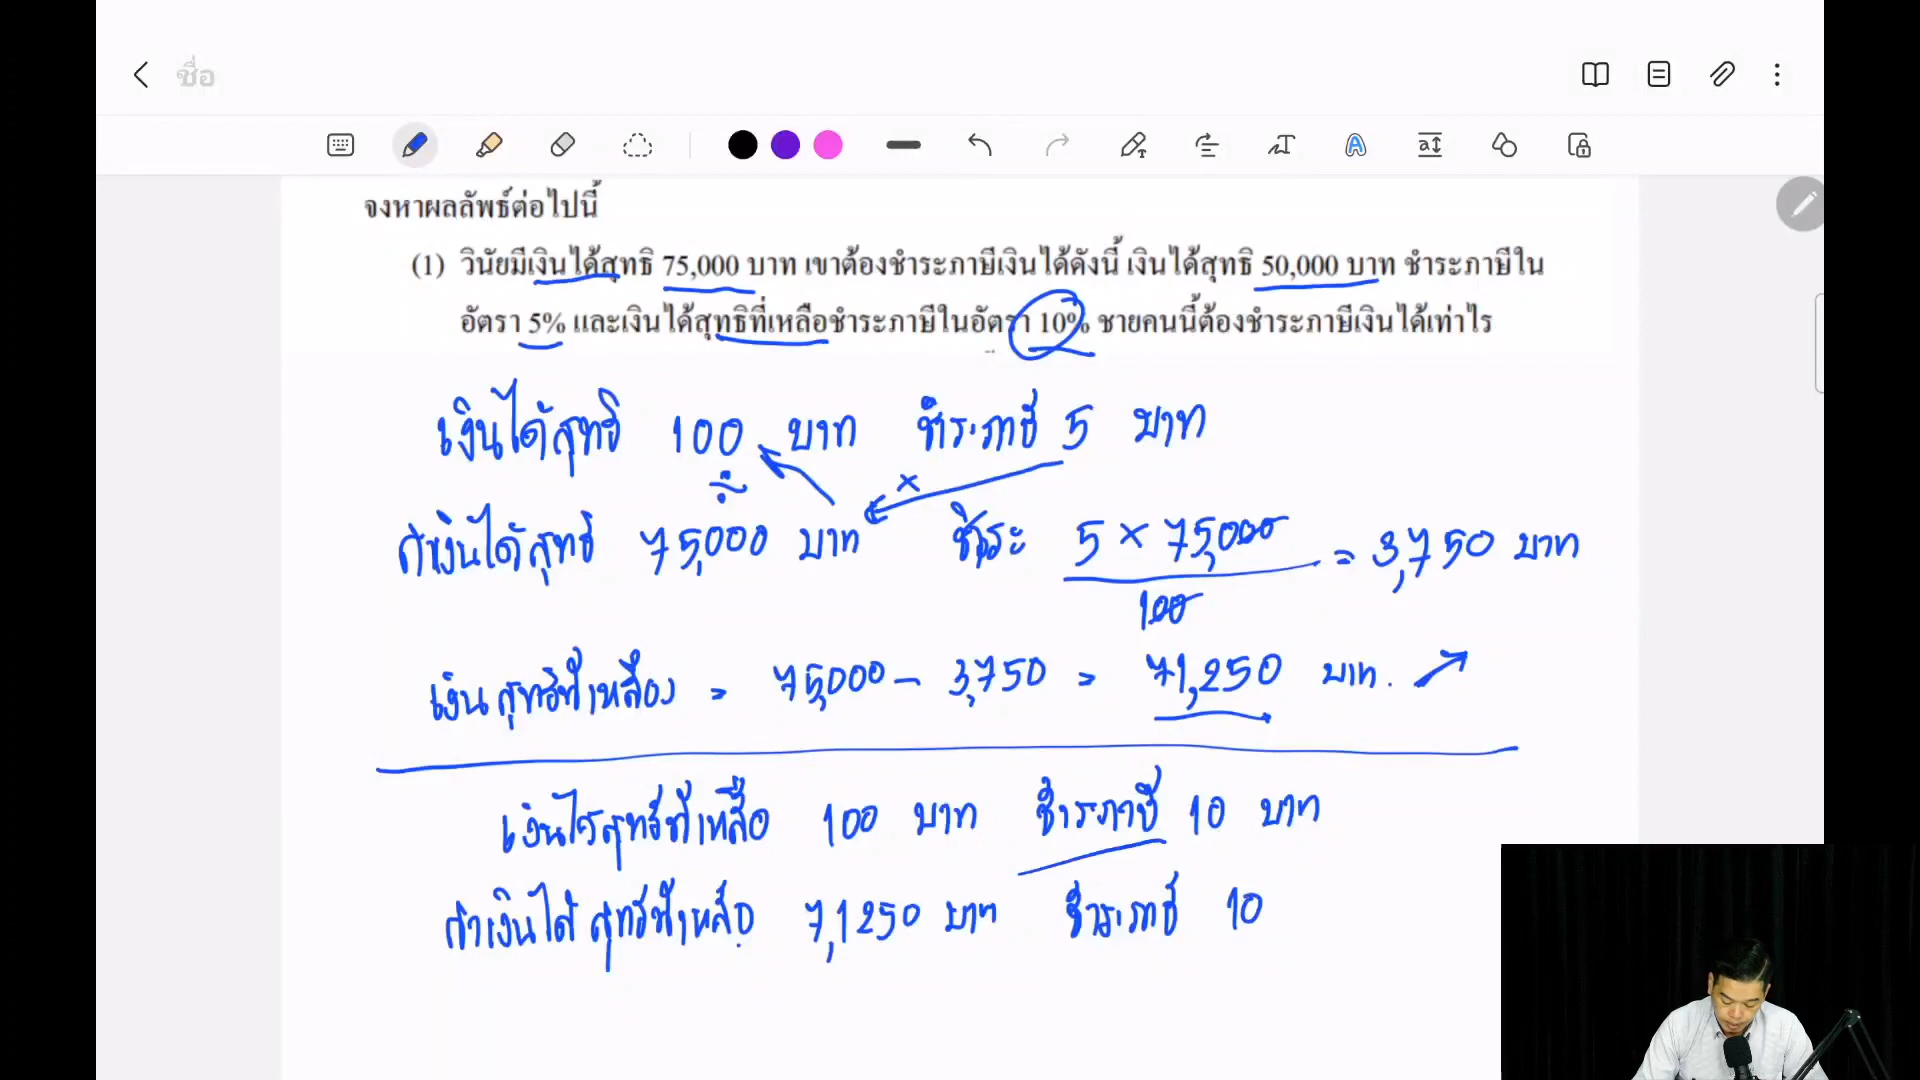 ชื่อ
จงหาผลลัพธ์ต่อไปนี้
(1) วินัยมีเงินได้สุทธิ 75,000 บาท เขาต้องชำระภาษีเงินได้ดังนี้ เงินได้สุทธิ 50,000 บาท ชำระภาษีใน
อัตรา 5% และเงินได้สุทธิที่เหลือชำระภาษีในอัตรา 10% ชายคนนี้ต้องชำระภาษีเงินได้เท่าไร
เงินได้สุทธิ 100 บาท ชำระภาษี 5 บาท
÷ ×
ถ้าเงินได้สุทธิ 75,000 บาท ชำระ 5 × 75,000 = 3,750 บาท
100
เงินสุทธิที่เหลือ = 75,000 - 3,750 = 71,250 บาท.
เงินได้สุทธิที่เหลือ 100 บาท ชำระภาษี 10 บาท
ถ้าเงินได้สุทธิที่เหลือ 7,1250 บาท ชำระภาษี 10